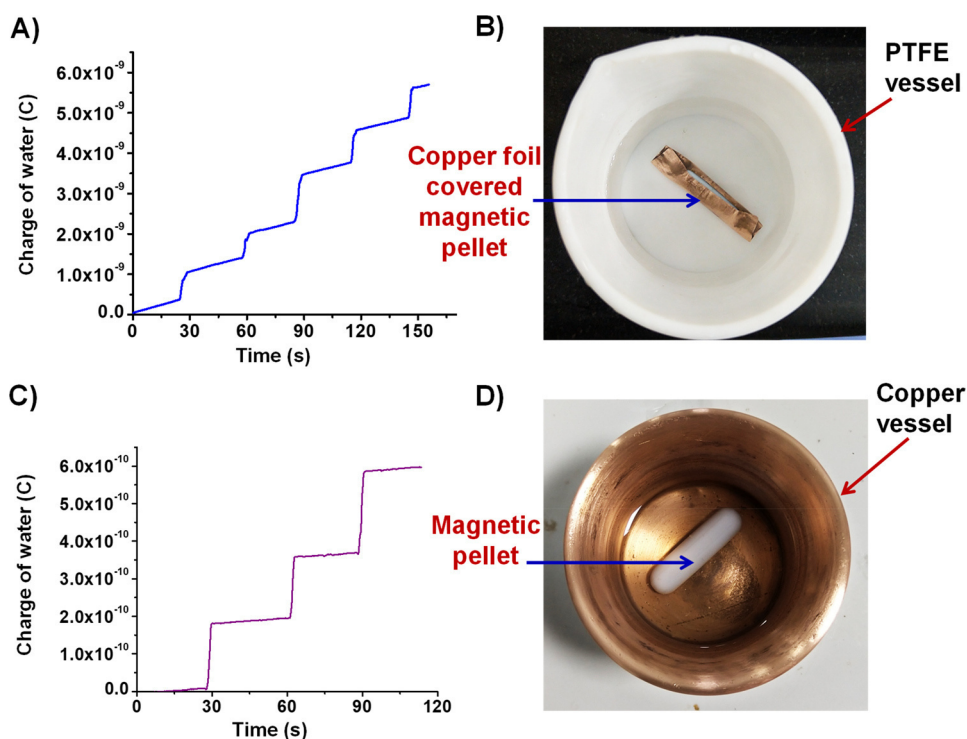 A)
Charge of water (C)
6.0x10⁻⁹
5.0x10⁻⁹
4.0x10⁻⁹
3.0x10⁻⁹
2.0x10⁻⁹
1.0x10⁻⁹
0.0
0 30 60 90 120 150
Time (s)
B)
PTFE
vessel
Copper foil
covered
magnetic
pellet
C)
Charge of water (C)
6.0x10⁻¹⁰
5.0x10⁻¹⁰
4.0x10⁻¹⁰
3.0x10⁻¹⁰
2.0x10⁻¹⁰
1.0x10⁻¹⁰
0.0
0 30 60 90 120
Time (s)
D)
Copper
vessel
Magnetic
pellet